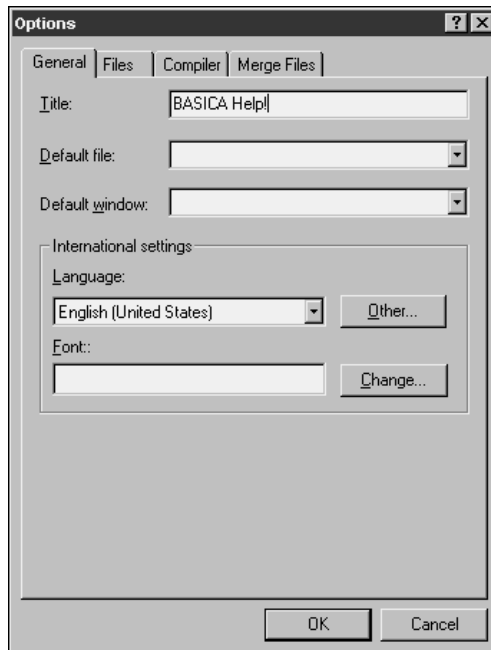 Options
General Files Compiler Merge Files
Title: BASICA Help!
Default file:
Default window:
International settings
Language:
English (United States) Other...
Font::
Change...
OK Cancel